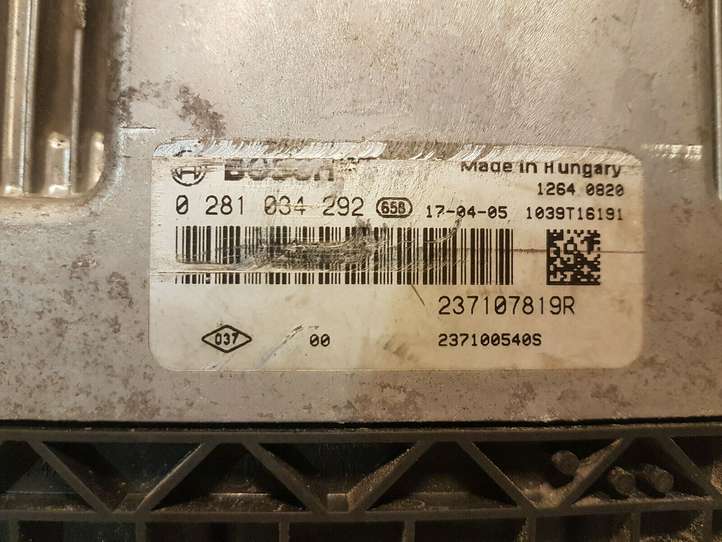 BOSCH Made in Hungary
1264 0820
0 281 034 292 658 17-04-05 1039T16191
237107819R
037 00 237100540S